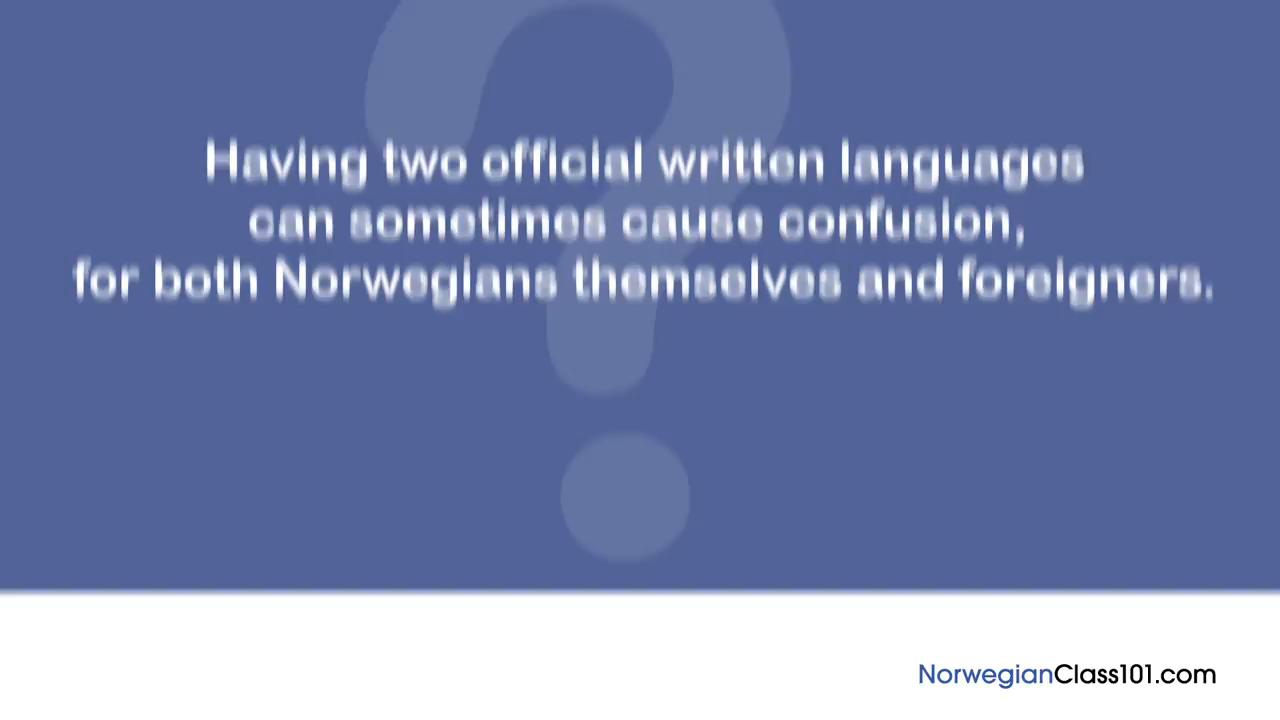 Having two official written languages
can sometimes cause confusion,
for both Norwegians themselves and foreigners.
NorwegianClass101.com